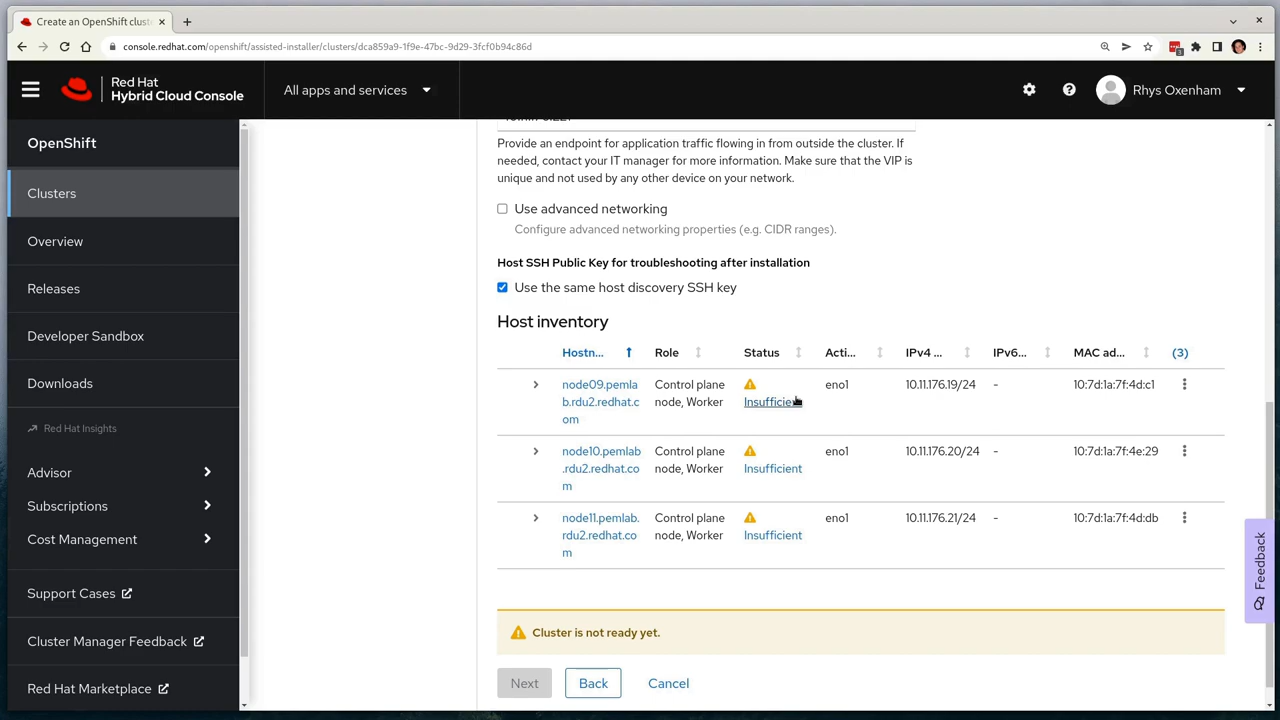 Create an OpenShift cluste
console.redhat.com/openshift/assisted-installer/clusters/dca859a9-1f9e-47bc-9d29-3fcf0b94c86d
3
Red Hat
Hybrid Cloud Console
All apps and services
Rhys Oxenham
OpenShift
Clusters
Overview
Releases
Developer Sandbox
Downloads
Red Hat Insights
Advisor
Subscriptions
Cost Management
Support Cases
Cluster Manager Feedback
Red Hat Marketplace
Provide an endpoint for application traffic flowing in from outside the cluster. If
needed, contact your IT manager for more information. Make sure that the VIP is
unique and not used by any other device on your network.
Use advanced networking
Configure advanced networking properties (e.g. CIDR ranges).
Host SSH Public Key for troubleshooting after installation
Use the same host discovery SSH key
Host inventory
Hostn... Role Status Acti... IPv4 ... IPv6... MAC ad... (3)
node09.pemla Control plane eno1 10.11.176.19/24 - 10:7d:1a:7f:4d:c1
b.rdu2.redhat.c node, Worker Insufficient
om
node10.pemlab Control plane eno1 10.11.176.20/24 - 10:7d:1a:7f:4e:29
.rdu2.redhat.co node, Worker Insufficient
m
node11.pemlab. Control plane eno1 10.11.176.21/24 - 10:7d:1a:7f:4d:db
rdu2.redhat.co node, Worker Insufficient
m
Cluster is not ready yet.
Next Back Cancel
Feedback